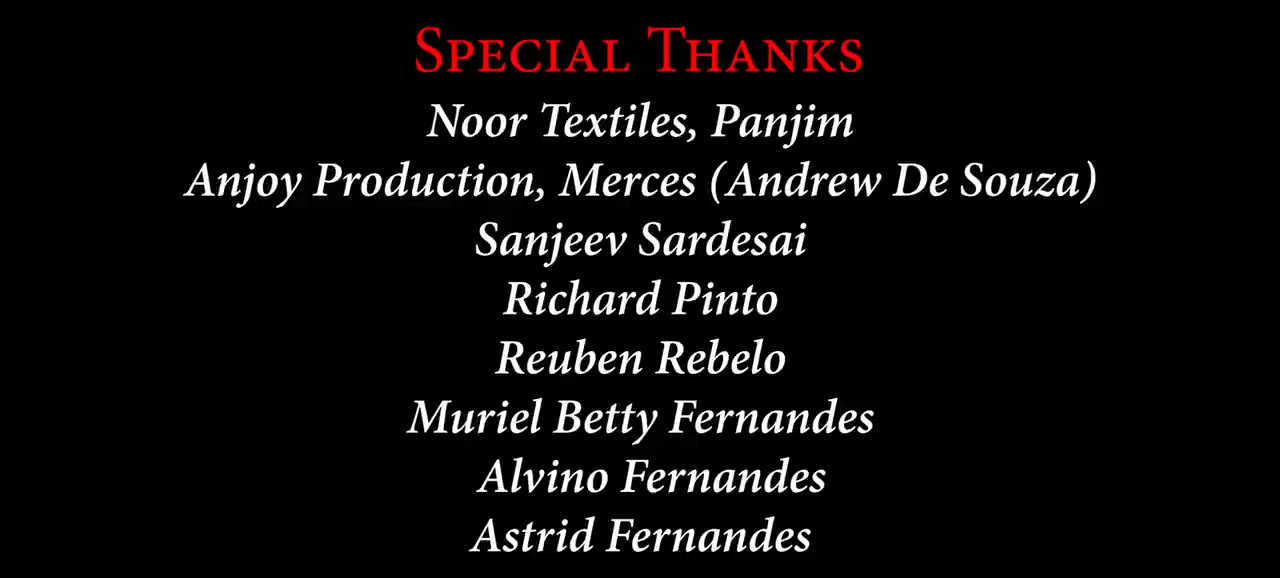 Special Thanks
Noor Textiles, Panjim
Anjoy Production, Merces (Andrew De Souza)
Sanjeev Sardesai
Richard Pinto
Reuben Rebelo
Muriel Betty Fernandes
Alvino Fernandes
Astrid Fernandes